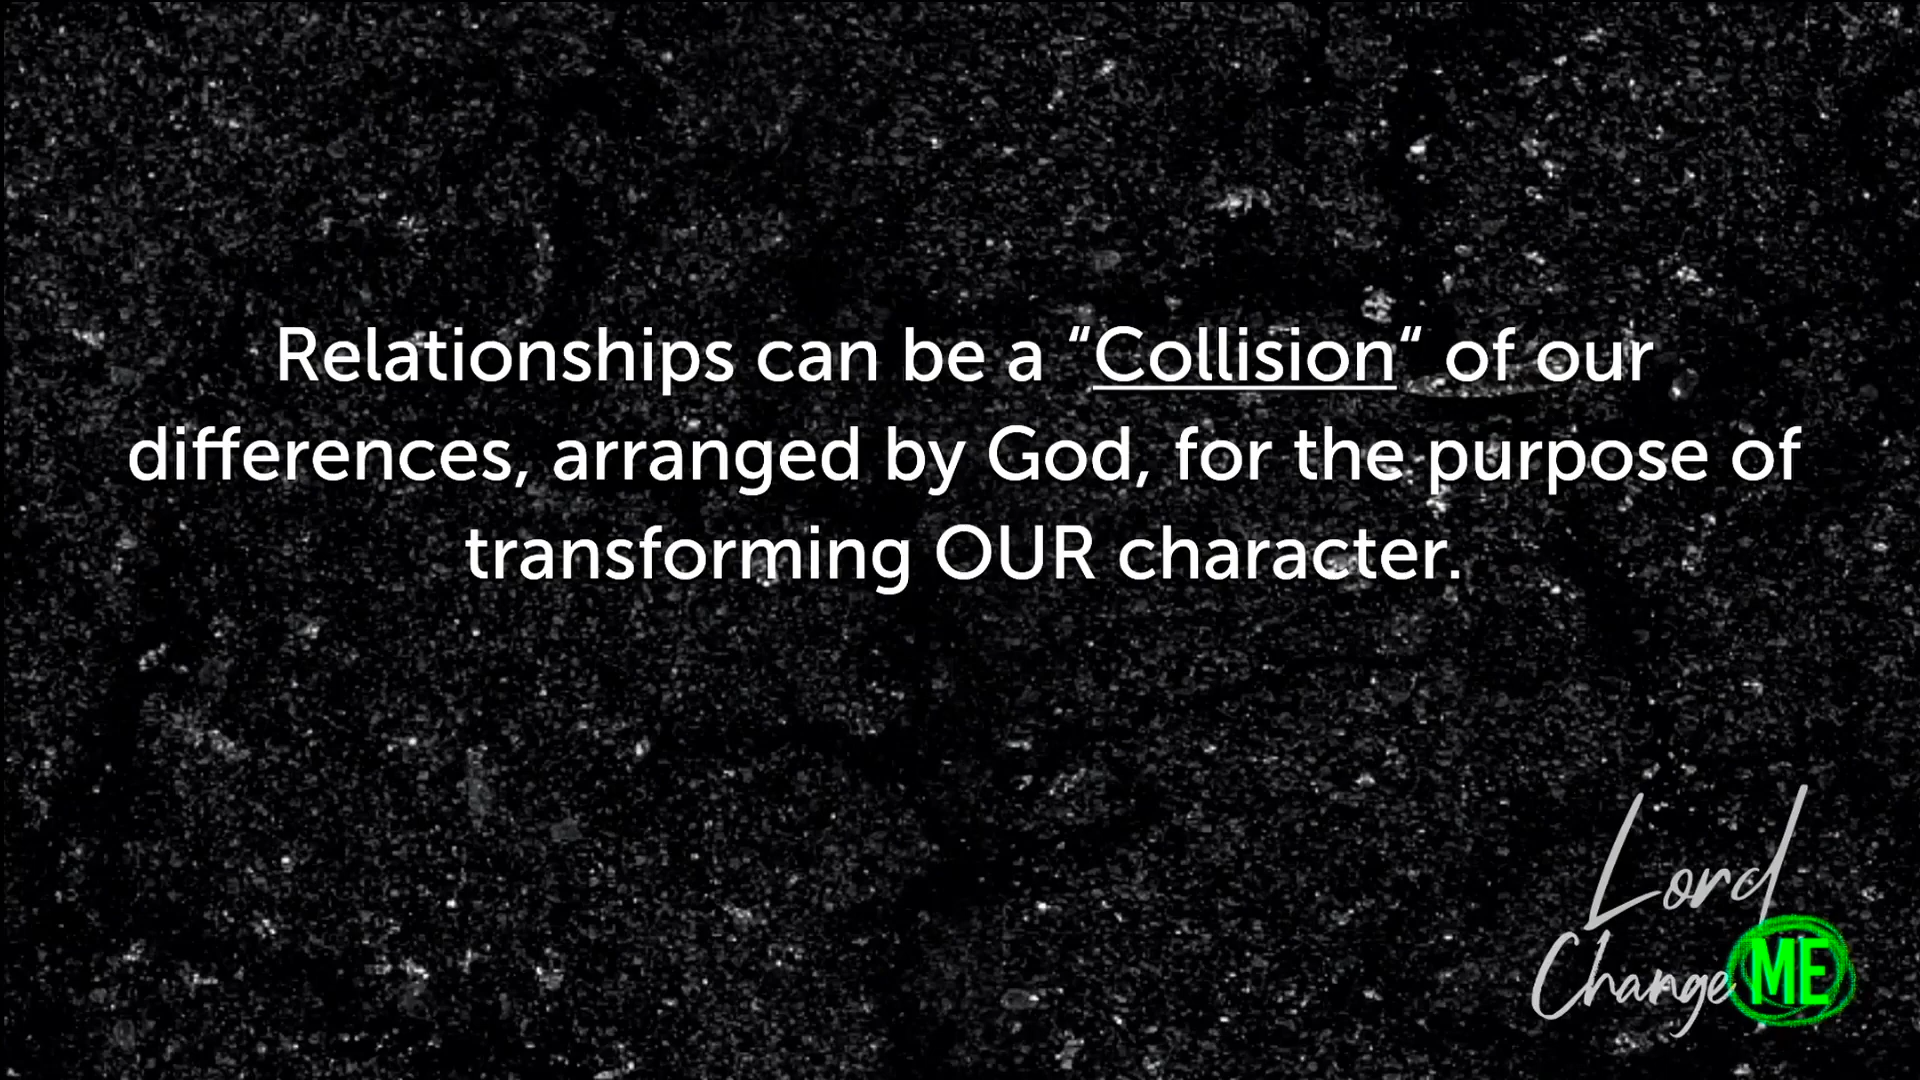 Relationships can be a “Collision“ of our
differences, arranged by God, for the purpose of
transforming OUR character.
Lord
Change ME